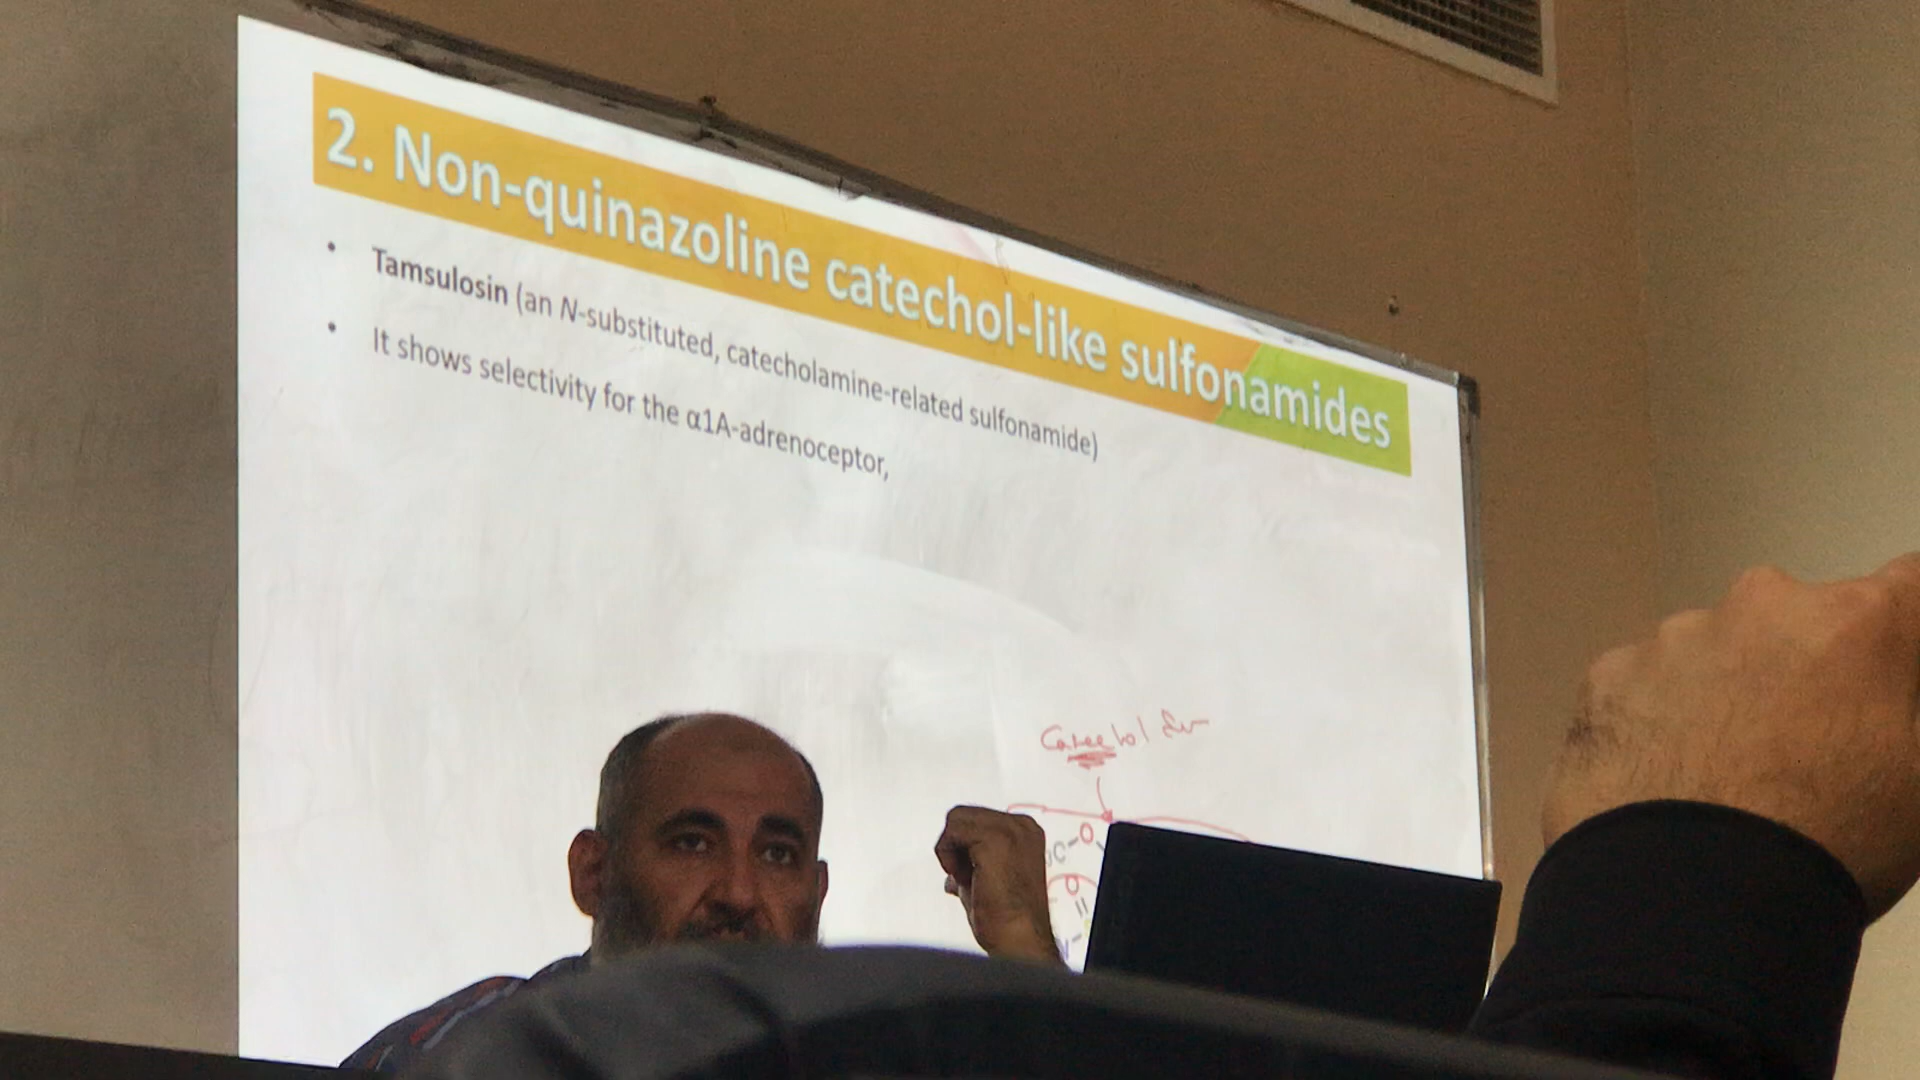 2. Non-quinazoline catechol-like sulfonamides
• Tamsulosin (an N-substituted, catecholamine-related sulfonamide)
• It shows selectivity for the α1A-adrenoceptor,
C-O
O